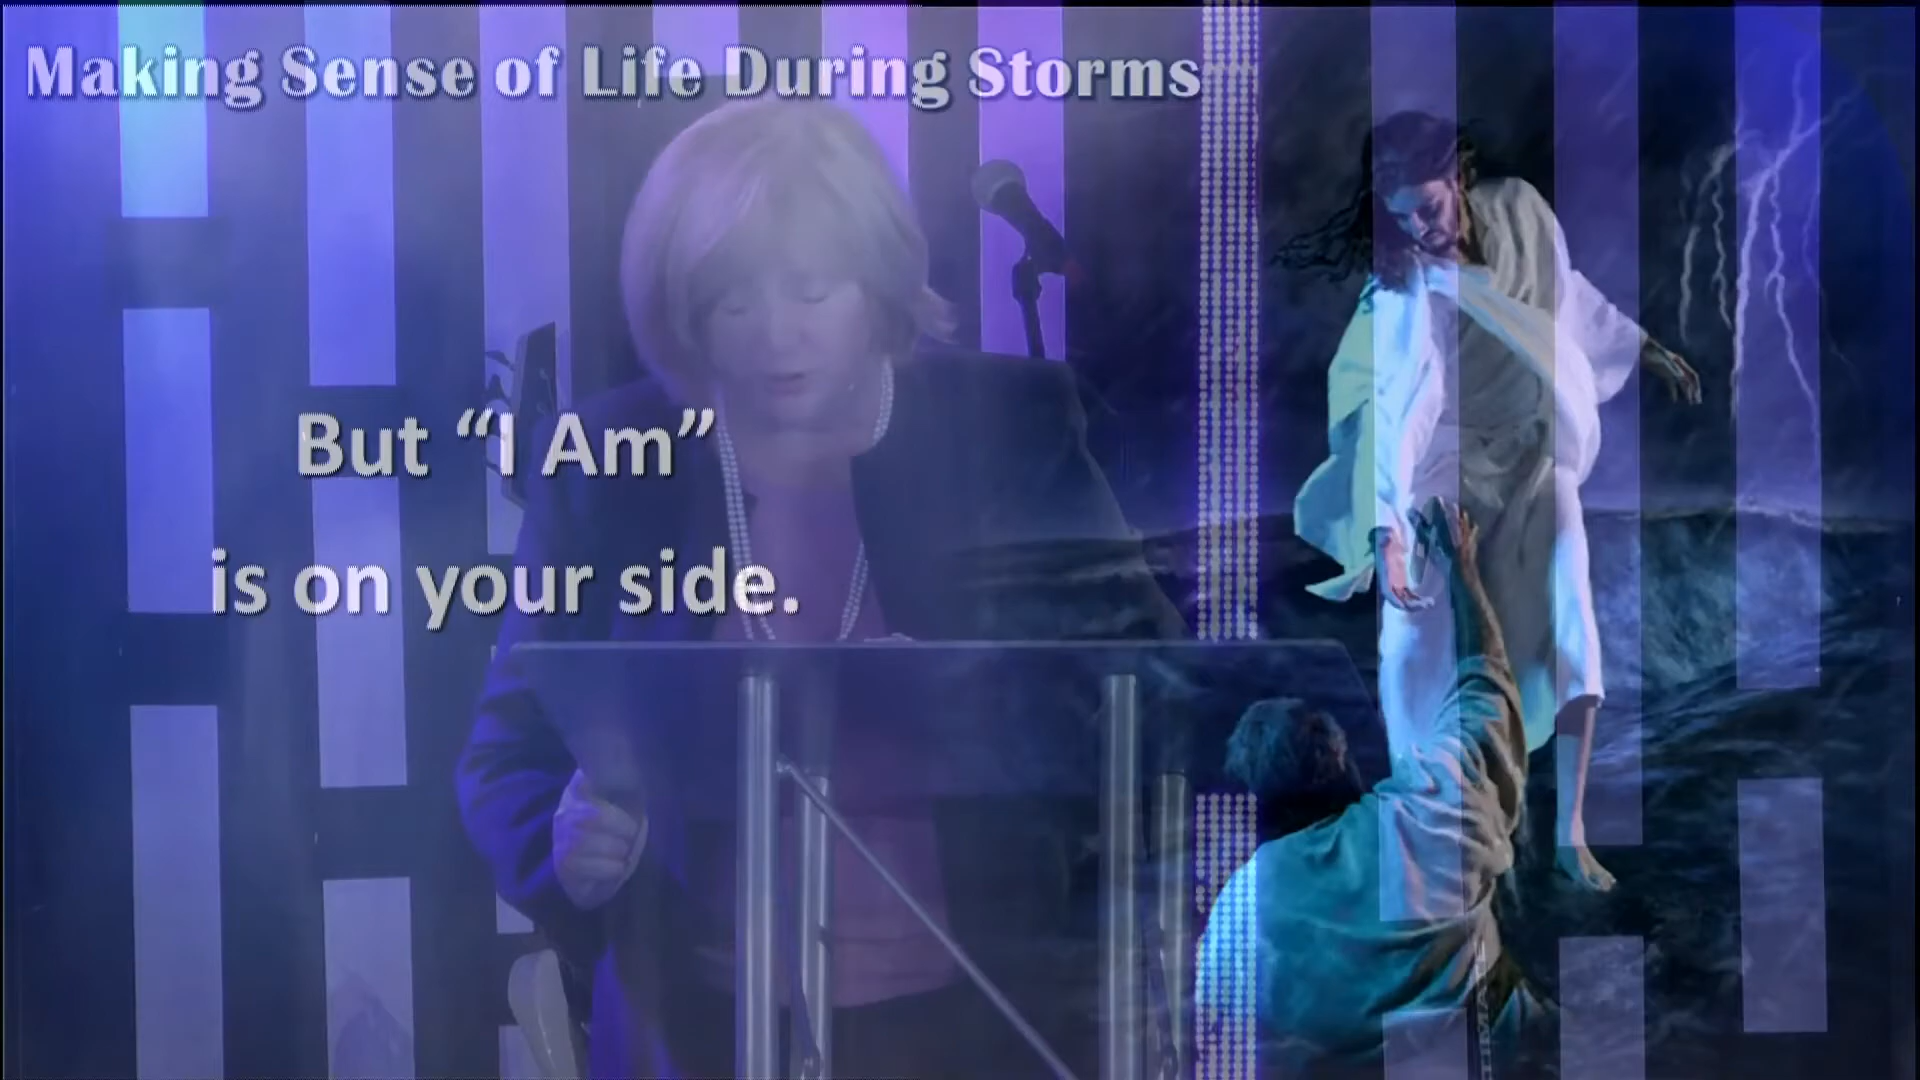 Making Sense of Life During Storms
But “I Am”
is on your side.